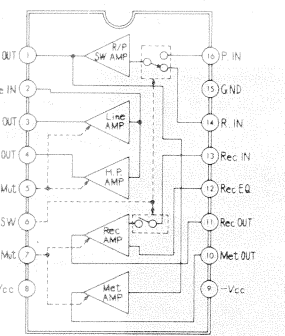 OUT 1 R/P SW AMP 16 P. IN
e IN 2 15 GND
OUT 3 Line AMP 14 R. IN
OUT 4 13 Rec IN
Mut 5 H.P. AMP 12 Rec EQ
SW 6 11 Rec OUT
Mut 7 Rec AMP 10 Met OUT
Vcc 8 Met AMP 9 -Vcc